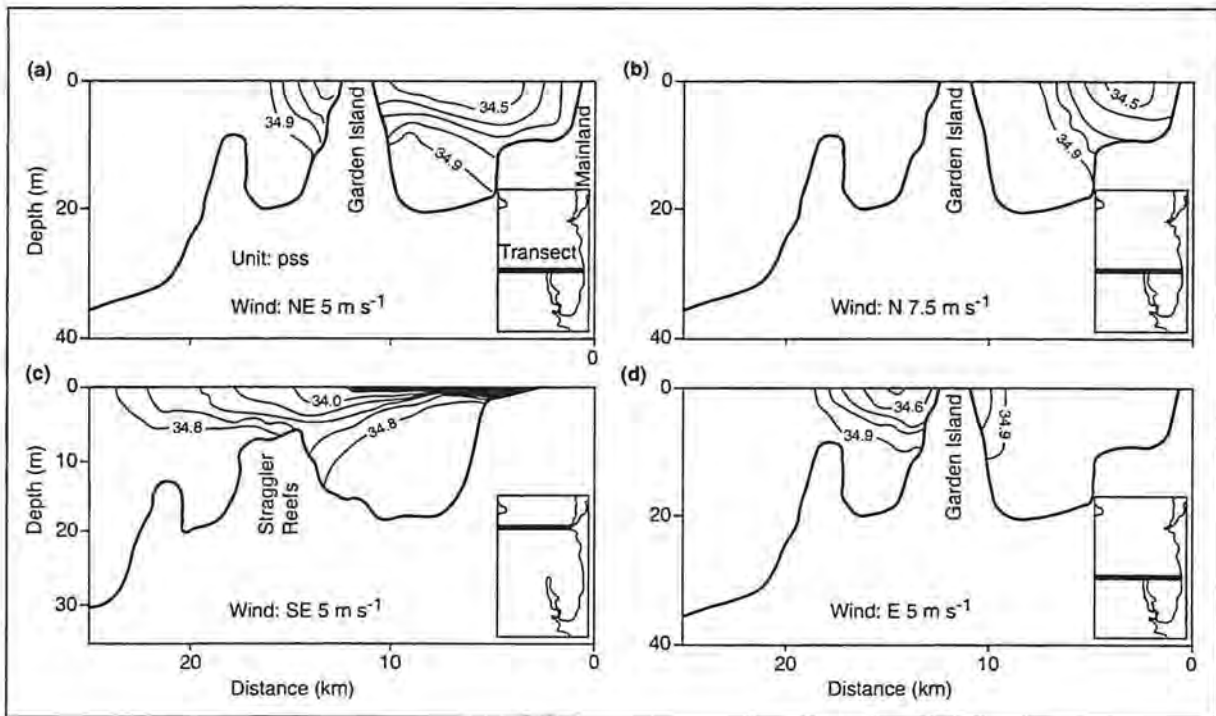 (a)
0
20
40
Depth (m)
34.9
34.5
34.9
Garden Island
Mainland
Unit: pss
Transect
Wind: NE 5 m s⁻¹
0
(b)
0
20
40
34.5
34.9
Garden Island
Wind: N 7.5 m s⁻¹
(c)
0
10
20
30
Depth (m)
34.0
34.8
34.8
Straggler
Reefs
Wind: SE 5 m s⁻¹
20
10
0
Distance (km)
(d)
0
20
40
34.6
34.9
34.9
Garden Island
Wind: E 5 m s⁻¹
20
10
0
Distance (km)